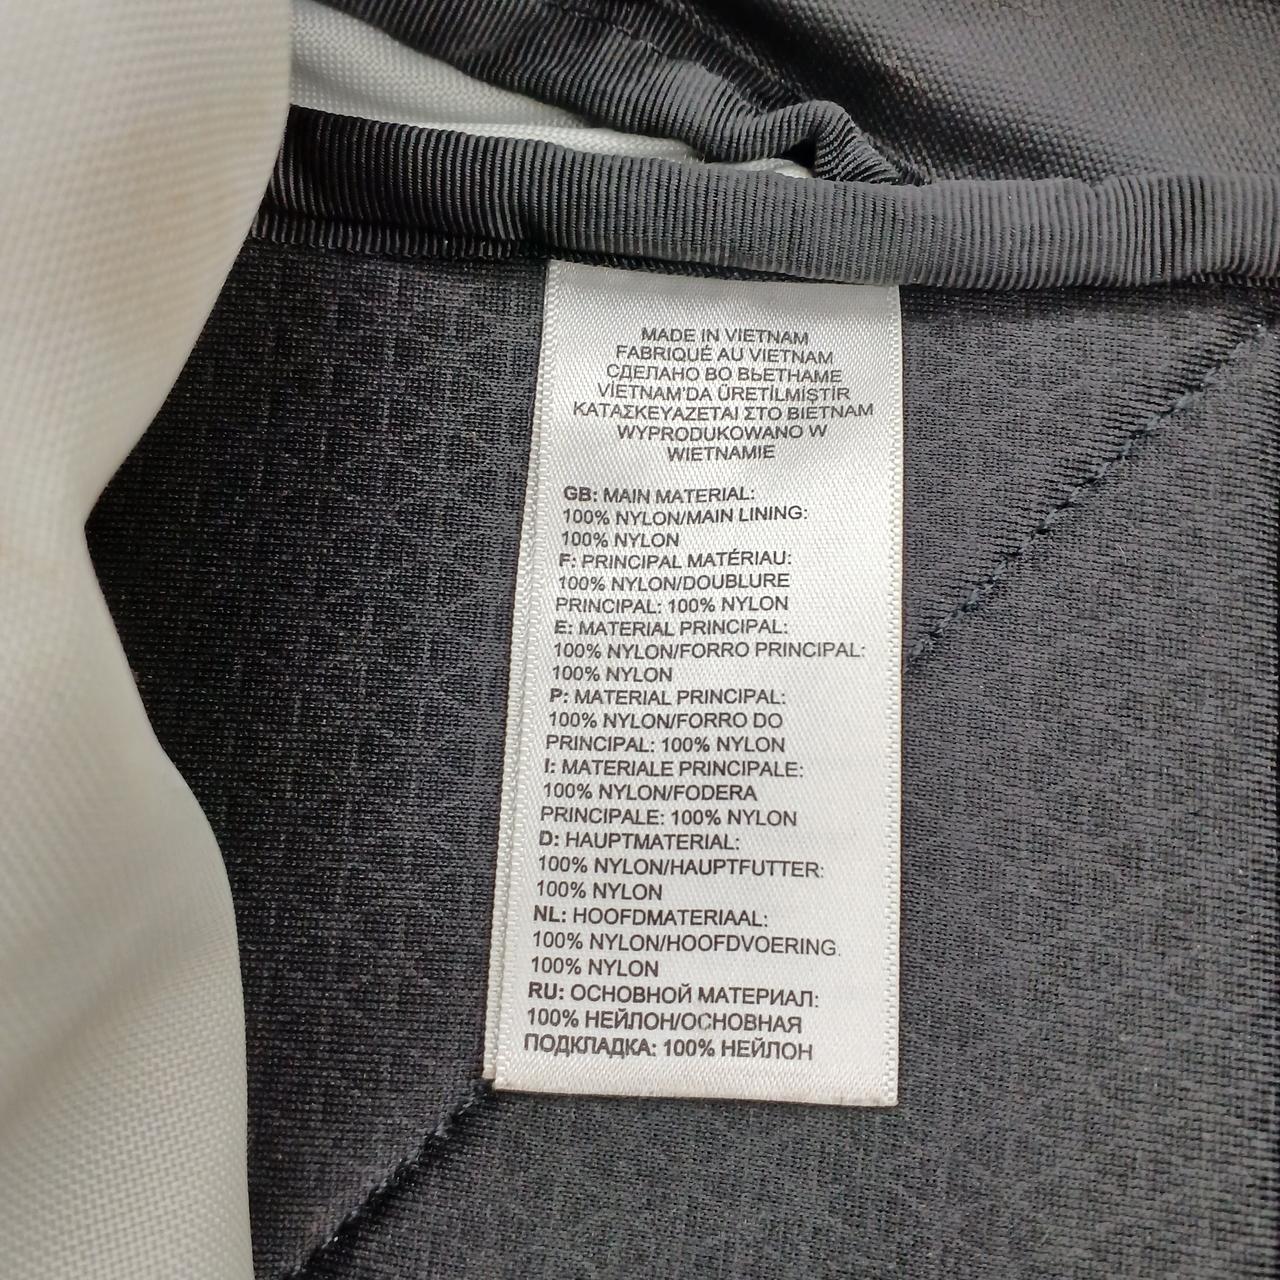 MADE IN VIETNAM
FABRIQUÉ AU VIETNAM
СДЕЛАНО ВО ВЬЕТНАМЕ
VİETNAM'DA ÜRETİLMİŞTİR
ΚΑΤΑΣΚΕΥΑΖΕΤΑΙ ΣΤΟ ΒΙΕΤΝΑΜ
WYPRODUKOWANO W
WIETNAMIE
GB: MAIN MATERIAL:
100% NYLON/MAIN LINING:
100% NYLON
F: PRINCIPAL MATÉRIAU:
100% NYLON/DOUBLURE
PRINCIPAL: 100% NYLON
E: MATERIAL PRINCIPAL:
100% NYLON/FORRO PRINCIPAL:
100% NYLON
P: MATERIAL PRINCIPAL:
100% NYLON/FORRO DO
PRINCIPAL: 100% NYLON
I: MATERIALE PRINCIPALE:
100% NYLON/FODERA
PRINCIPALE: 100% NYLON
D: HAUPTMATERIAL:
100% NYLON/HAUPTFUTTER:
100% NYLON
NL: HOOFDMATERIAAL:
100% NYLON/HOOFDVOERING.
100% NYLON
RU: ОСНОВНОЙ МАТЕРИАЛ:
100% НЕЙЛОН/ОСНОВНАЯ
ПОДКЛАДКА: 100% НЕЙЛОН